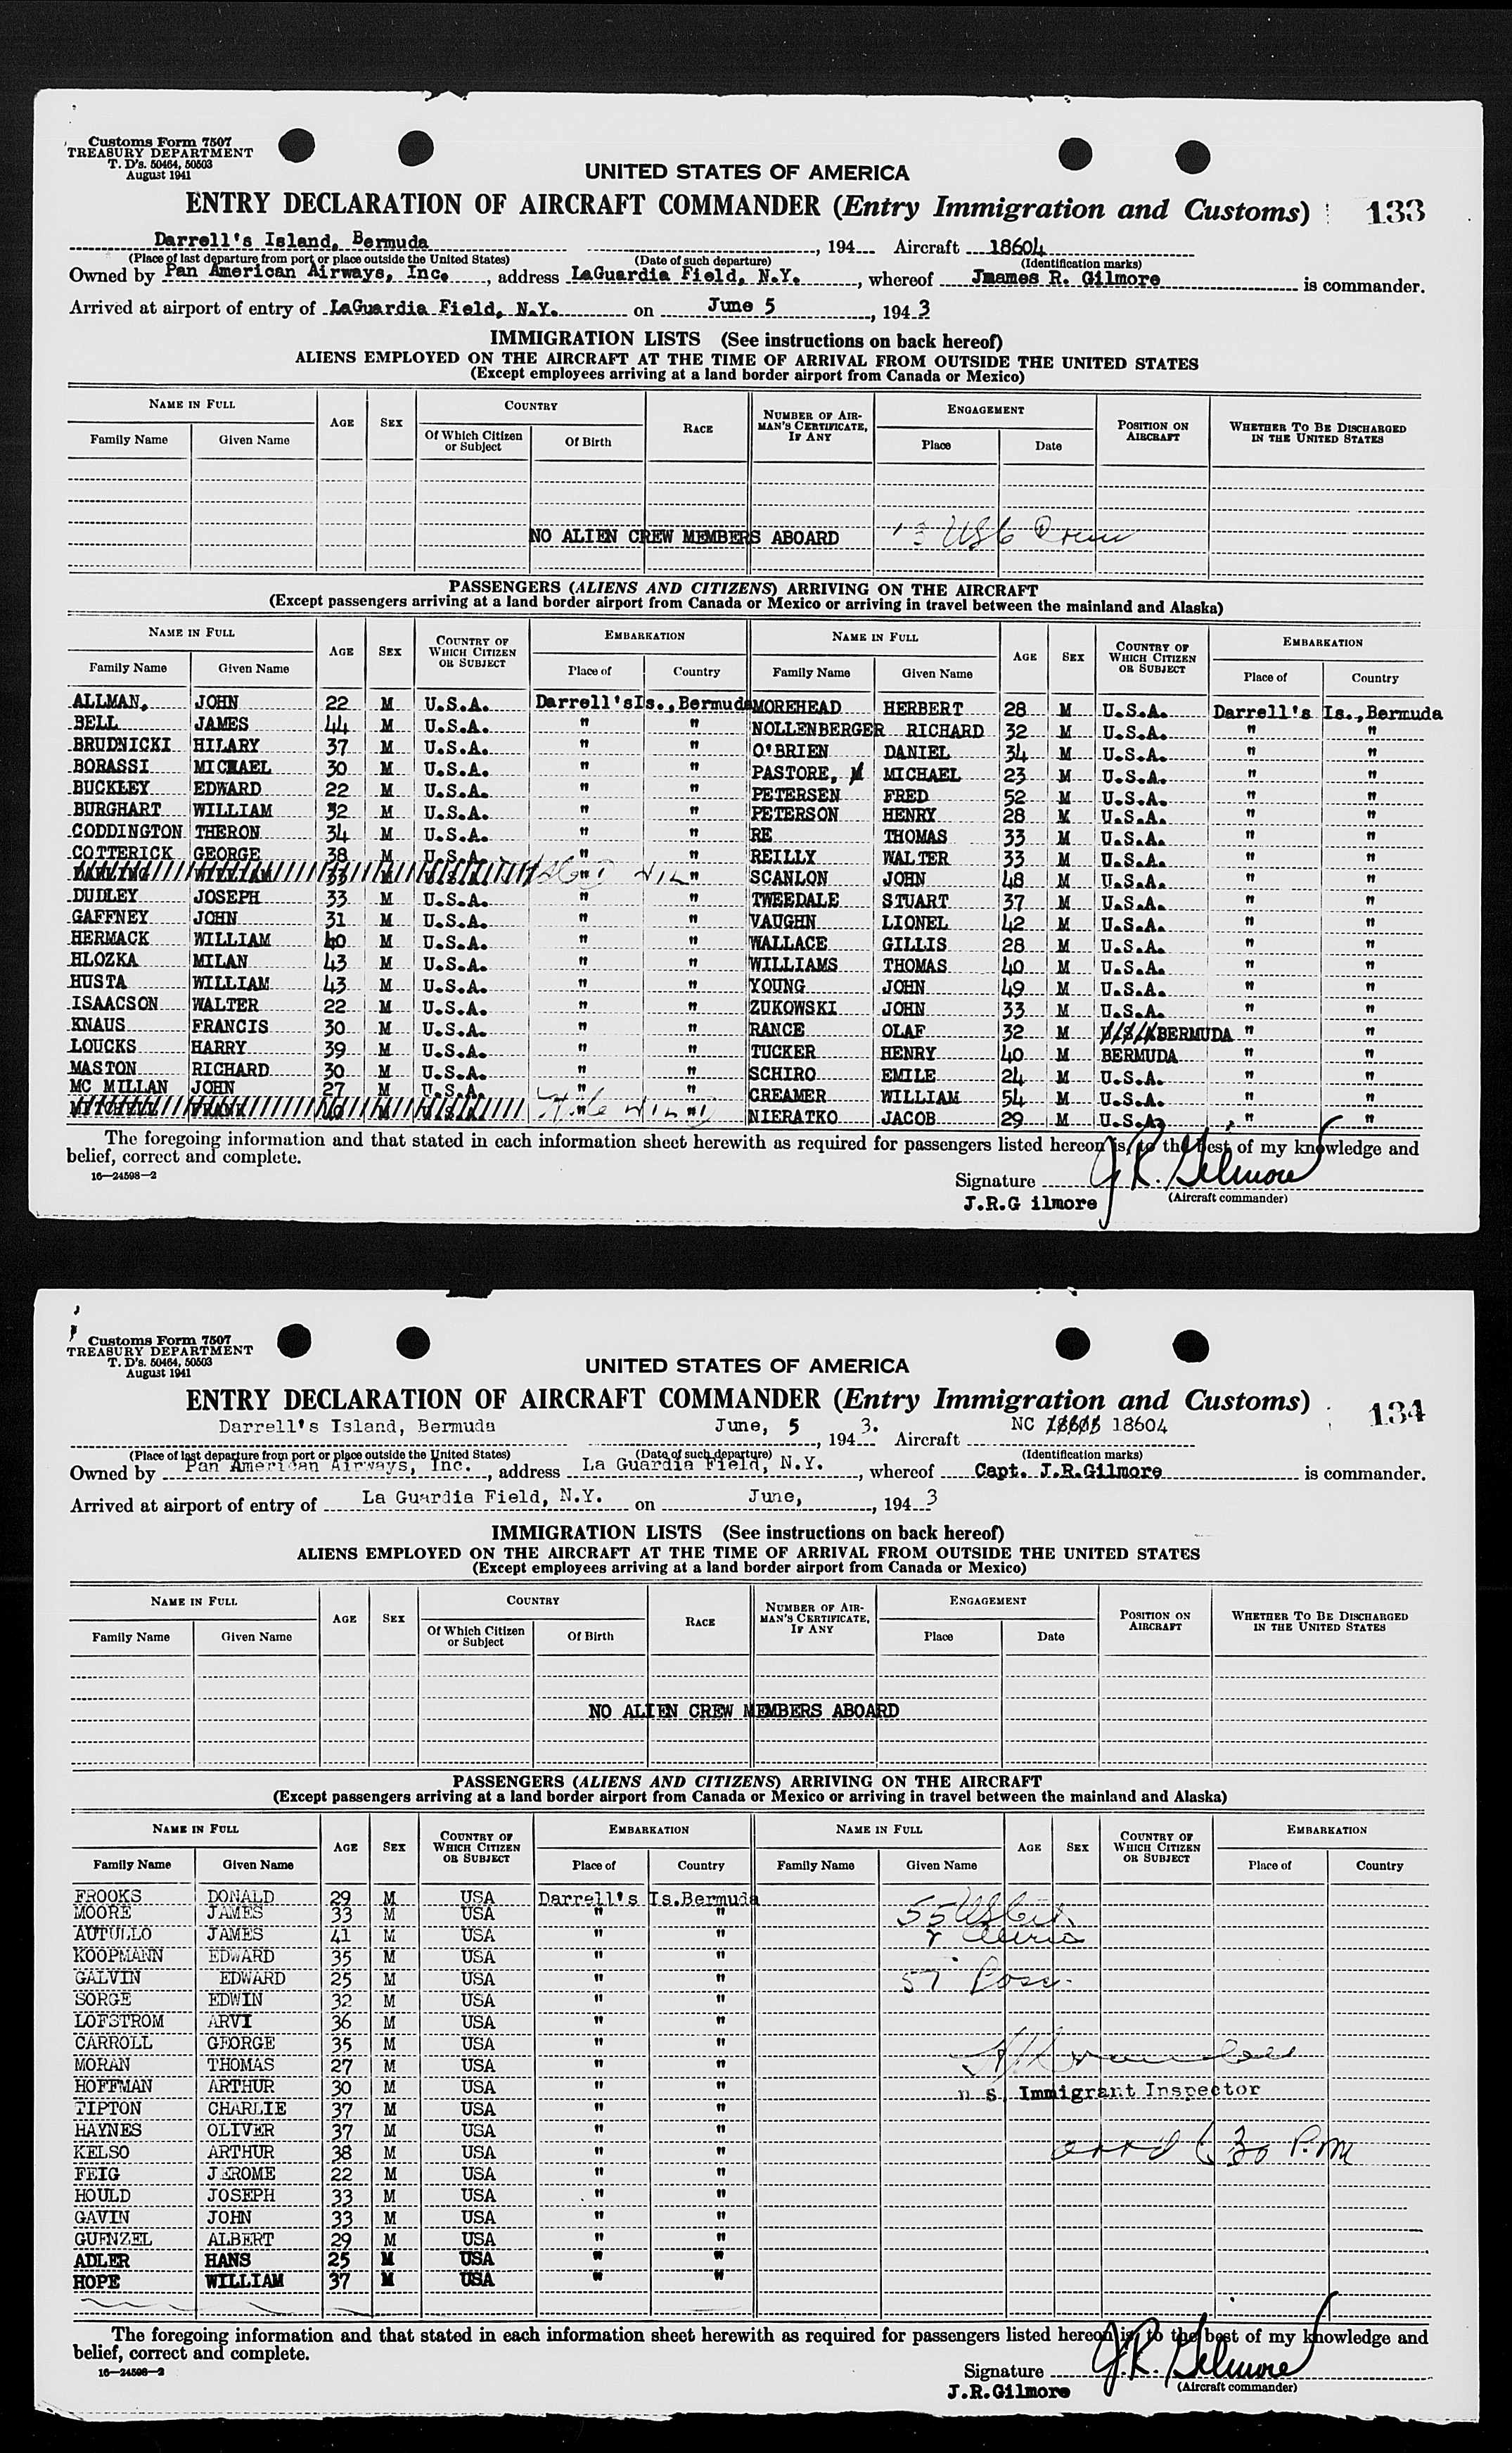 Customs Form 7507
TREASURY DEPARTMENT
T. D's. 50464, 50503
August 1941
UNITED STATES OF AMERICA
ENTRY DECLARATION OF AIRCRAFT COMMANDER (Entry Immigration and Customs) 133
Darrell's Island, Bermuda , 194 Aircraft 18604
(Place of last departure from port or place outside the United States) (Date of such departure) (Identification marks)
Owned by Pan American Airways, Inc. , address LaGuardia Field, N.Y. , whereof Jmames R. Gilmore is commander.
Arrived at airport of entry of LaGuardia Field, N.Y. on June 5 , 194 3
IMMIGRATION LISTS (See instructions on back hereof)
ALIENS EMPLOYED ON THE AIRCRAFT AT THE TIME OF ARRIVAL FROM OUTSIDE THE UNITED STATES
(Except employees arriving at a land border airport from Canada or Mexico)
NAME IN FULL AGE SEX COUNTRY RACE NUMBER OF AIRMAN'S CERTIFICATE, IF ANY ENGAGEMENT POSITION ON AIRCRAFT WHETHER TO BE DISCHARGED IN THE UNITED STATES
Family Name Given Name Of Which Citizen or Subject Of Birth Place Date
NO ALIEN CREW MEMBERS ABOARD
PASSENGERS (ALIENS AND CITIZENS) ARRIVING ON THE AIRCRAFT
(Except passengers arriving at a land border airport from Canada or Mexico or arriving in travel between the mainland and Alaska)
NAME IN FULL AGE SEX COUNTRY OF WHICH CITIZEN OR SUBJECT EMBARKATION NAME IN FULL AGE SEX COUNTRY OF WHICH CITIZEN OR SUBJECT EMBARKATION
Family Name Given Name Place of Country Family Name Given Name Place of Country
ALLMAN, JOHN 22 M U.S.A. Darrell's Is., Bermuda MOREHEAD HERBERT 28 M U.S.A. Darrell's Is., Bermuda
BELL JAMES 44 M U.S.A. " " NOLLENBERGER RICHARD 32 M U.S.A. " "
BRUDNICKI HILARY 37 M U.S.A. " " O'BRIEN DANIEL 34 M U.S.A. " "
BORASSI MICHAEL 30 M U.S.A. " " PASTORE, MICHAEL 23 M U.S.A. " "
BUCKLEY EDWARD 22 M U.S.A. " " PETERSEN FRED 52 M U.S.A. " "
BURGHART WILLIAM 32 M U.S.A. " " PETERSON HENRY 28 M U.S.A. " "
CODDINGTON THERON 34 M U.S.A. " " RE THOMAS 33 M U.S.A. " "
COTTERICK GEORGE 38 M U.S.A. " " REILLY WALTER 33 M U.S.A. " "
DARLING WILLIAM 33 M U.S.A. " " SCANLON JOHN 48 M U.S.A. " "
DUDLEY JOSEPH 33 M U.S.A. " " TWEEDALE STUART 37 M U.S.A. " "
GAFFNEY JOHN 31 M U.S.A. " " VAUGHN LIONEL 42 M U.S.A. " "
HERMACK WILLIAM 40 M U.S.A. " " WALLACE GILLIS 28 M U.S.A. " "
HLOZKA MILAN 43 M U.S.A. " " WILLIAMS THOMAS 40 M U.S.A. " "
HUSTA WILLIAM 43 M U.S.A. " " YOUNG JOHN 49 M U.S.A. " "
ISAACSON WALTER 22 M U.S.A. " " ZUKOWSKI JOHN 33 M U.S.A. " "
KNAUS FRANCIS 30 M U.S.A. " " RANCE OLAF 32 M BERMUDA " "
LOUCKS HARRY 39 M U.S.A. " " TUCKER HENRY 40 M BERMUDA " "
MASTON RICHARD 30 M U.S.A. " " SCHIRO EMILE 24 M U.S.A. " "
MC MILLAN JOHN 27 M U.S.A. " " CREAMER WILLIAM 54 M U.S.A. " "
MITCHELL FRANK 40 M U.S.A. " " NIERATKO JACOB 29 M U.S.A. " "
The foregoing information and that stated in each information sheet herewith as required for passengers listed hereon is, to the best of my knowledge and
belief, correct and complete.
16—24598—2
Signature J. R. Gilmore
J.R.G ilmore (Aircraft commander)
Customs Form 7507
TREASURY DEPARTMENT
T. D's. 50464, 50503
August 1941
UNITED STATES OF AMERICA
ENTRY DECLARATION OF AIRCRAFT COMMANDER (Entry Immigration and Customs) 134
Darrell's Island, Bermuda June, 5 , 194 3. Aircraft NC 18604
(Place of last departure from port or place outside the United States) (Date of such departure) (Identification marks)
Owned by Pan American Airways, Inc. , address La Guardia Field, N.Y. , whereof Capt. J.R.Gilmore is commander.
Arrived at airport of entry of La Guardia Field, N.Y. on June, , 194 3
IMMIGRATION LISTS (See instructions on back hereof)
ALIENS EMPLOYED ON THE AIRCRAFT AT THE TIME OF ARRIVAL FROM OUTSIDE THE UNITED STATES
(Except employees arriving at a land border airport from Canada or Mexico)
NAME IN FULL AGE SEX COUNTRY RACE NUMBER OF AIRMAN'S CERTIFICATE, IF ANY ENGAGEMENT POSITION ON AIRCRAFT WHETHER TO BE DISCHARGED IN THE UNITED STATES
Family Name Given Name Of Which Citizen or Subject Of Birth Place Date
NO ALIEN CREW MEMBERS ABOARD
PASSENGERS (ALIENS AND CITIZENS) ARRIVING ON THE AIRCRAFT
(Except passengers arriving at a land border airport from Canada or Mexico or arriving in travel between the mainland and Alaska)
NAME IN FULL AGE SEX COUNTRY OF WHICH CITIZEN OR SUBJECT EMBARKATION NAME IN FULL AGE SEX COUNTRY OF WHICH CITIZEN OR SUBJECT EMBARKATION
Family Name Given Name Place of Country Family Name Given Name Place of Country
FROOKS DONALD 29 M USA Darrell's Is.Bermuda
MOORE JAMES 33 M USA " " 55
AUTULLO JAMES 41 M USA " "
KOOPMANN EDWARD 35 M USA " "
GALVIN EDWARD 25 M USA " " 57 Pass.
SORGE EDWIN 32 M USA " "
LOFSTROM ARVI 36 M USA " "
CARROLL GEORGE 35 M USA " "
MORAN THOMAS 27 M USA " "
HOFFMAN ARTHUR 30 M USA " " U. S. Immigrant Inspector
TIPTON CHARLIE 37 M USA " "
HAYNES OLIVER 37 M USA " "
KELSO ARTHUR 38 M USA " " arr'd 6 30 P.M
FEIG JEROME 22 M USA " "
HOULD JOSEPH 33 M USA " "
GAVIN JOHN 33 M USA " "
GUENZEL ALBERT 29 M USA " "
ADLER HANS 25 M USA " "
HOPE WILLIAM 37 M USA " "
The foregoing information and that stated in each information sheet herewith as required for passengers listed hereon is, to the best of my knowledge and
belief, correct and complete.
16—24598—2
Signature J. R. Gilmore
J.R.Gilmore (Aircraft commander)